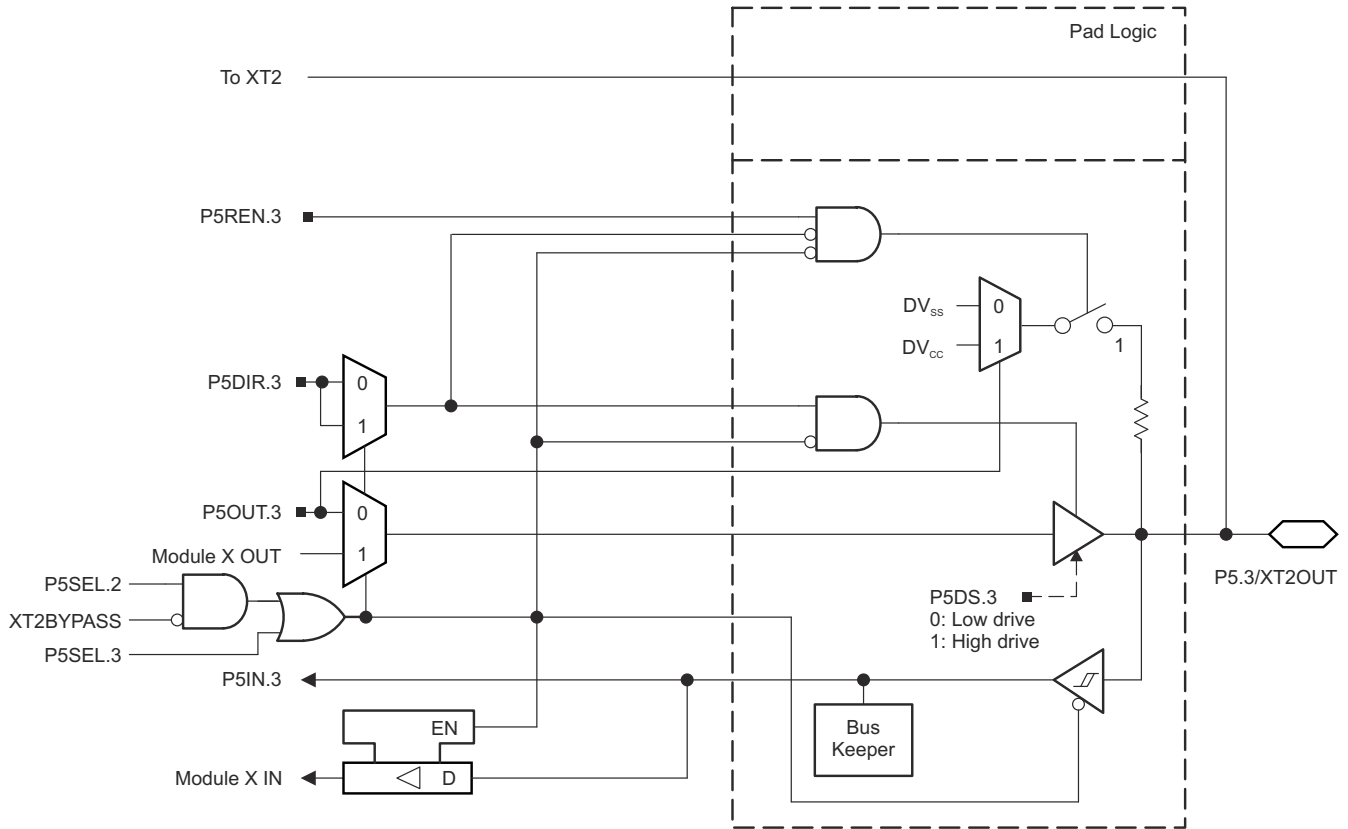 Pad Logic
To XT2
P5REN.3
DVSS
0
DVCC
1
1
P5DIR.3
0
1
P5OUT.3
0
Module X OUT
1
P5SEL.2
XT2BYPASS
P5SEL.3
P5.3/XT2OUT
P5DS.3
0: Low drive
1: High drive
P5IN.3
Bus
Keeper
EN
Module X IN
D